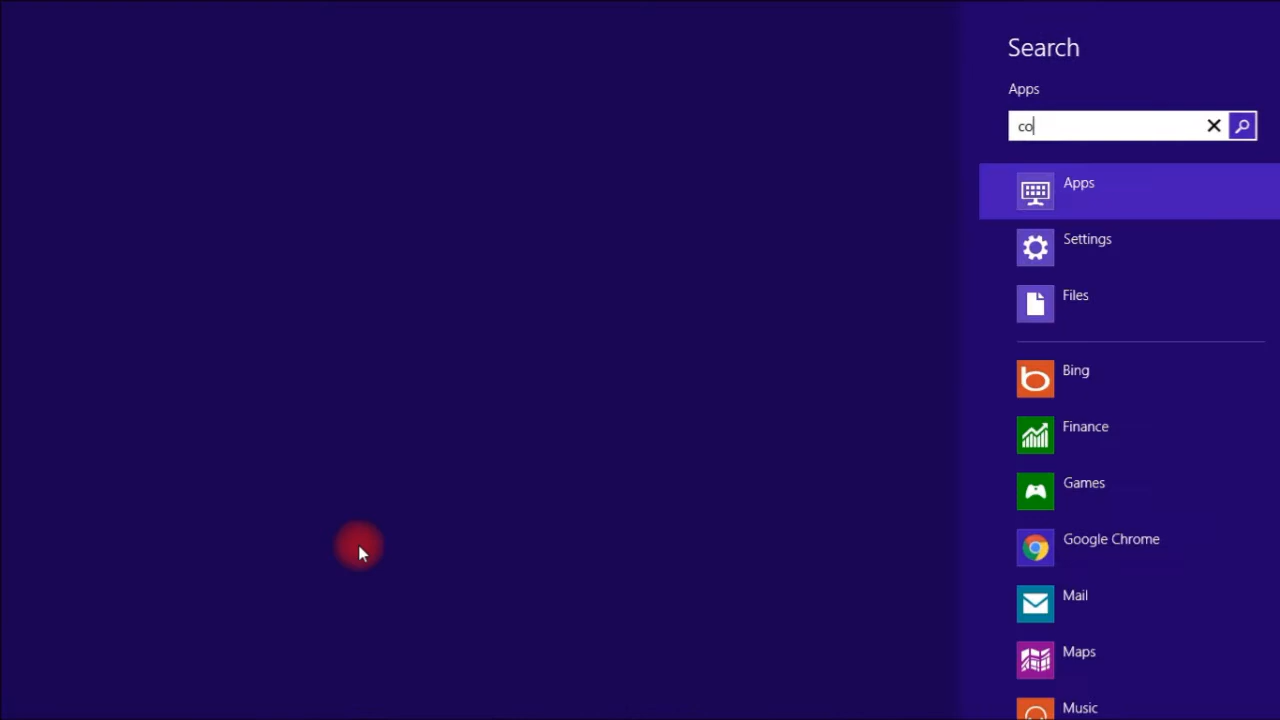 Search
Apps
co
Apps
Settings
Files
Bing
Finance
Games
Google Chrome
Mail
Maps
Music